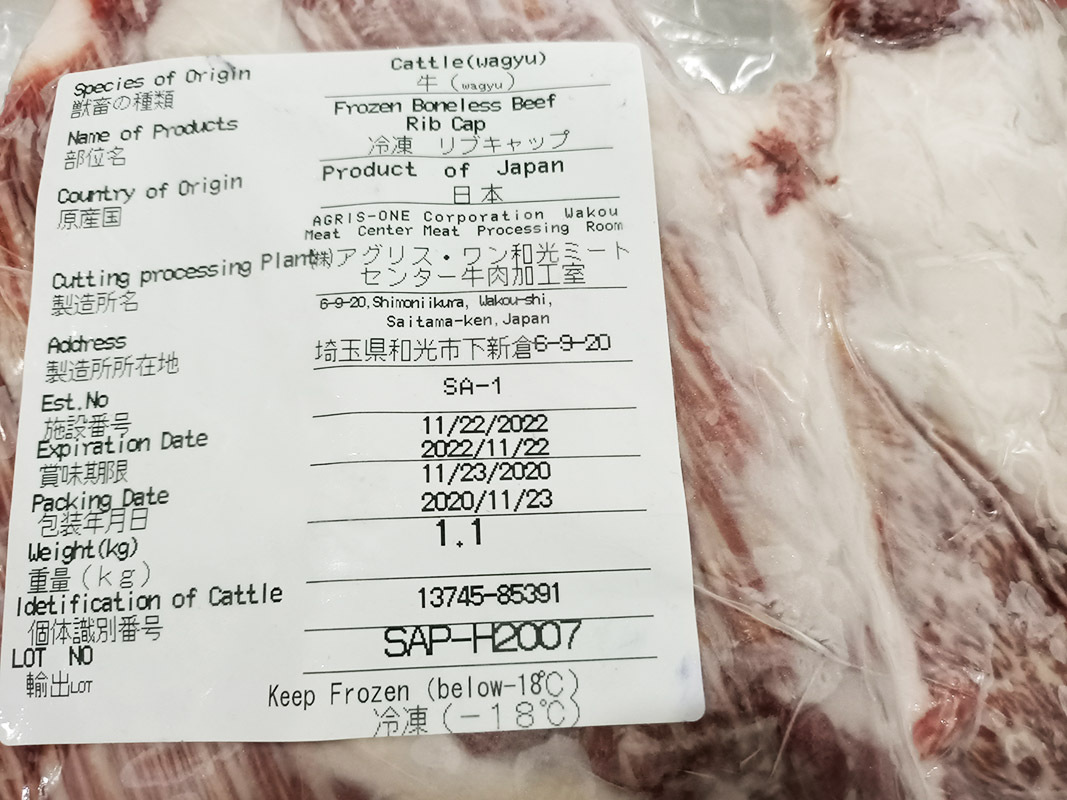 Species of Origin
獣畜の種類
Cattle(wagyu)
牛（wagyu）
Name of Products
部位名
Frozen Boneless Beef
Rib Cap
冷凍　リブキャップ
Country of Origin
原産国
Product of Japan
日本
Cutting processing Plant
製造所名
AGRIS-ONE Corporation Wakou
Meat Center Meat Processing Room
㈱アグリス・ワン和光ミート
センター牛肉加工室
Address
製造所所在地
6-9-20,Shimoniikura, Wakou-shi,
Saitama-ken,Japan
埼玉県和光市下新倉6-9-20
Est.No
施設番号
SA-1
Expiration Date
賞味期限
11/22/2022
2022/11/22
Packing Date
包装年月日
11/23/2020
2020/11/23
Weight(kg)
重量（ｋｇ）
1.1
Idetification of Cattle
個体識別番号
13745-85391
LOT NO
輸出LOT
SAP-H2007
Keep Frozen (below-18℃)
冷凍（－１８℃）